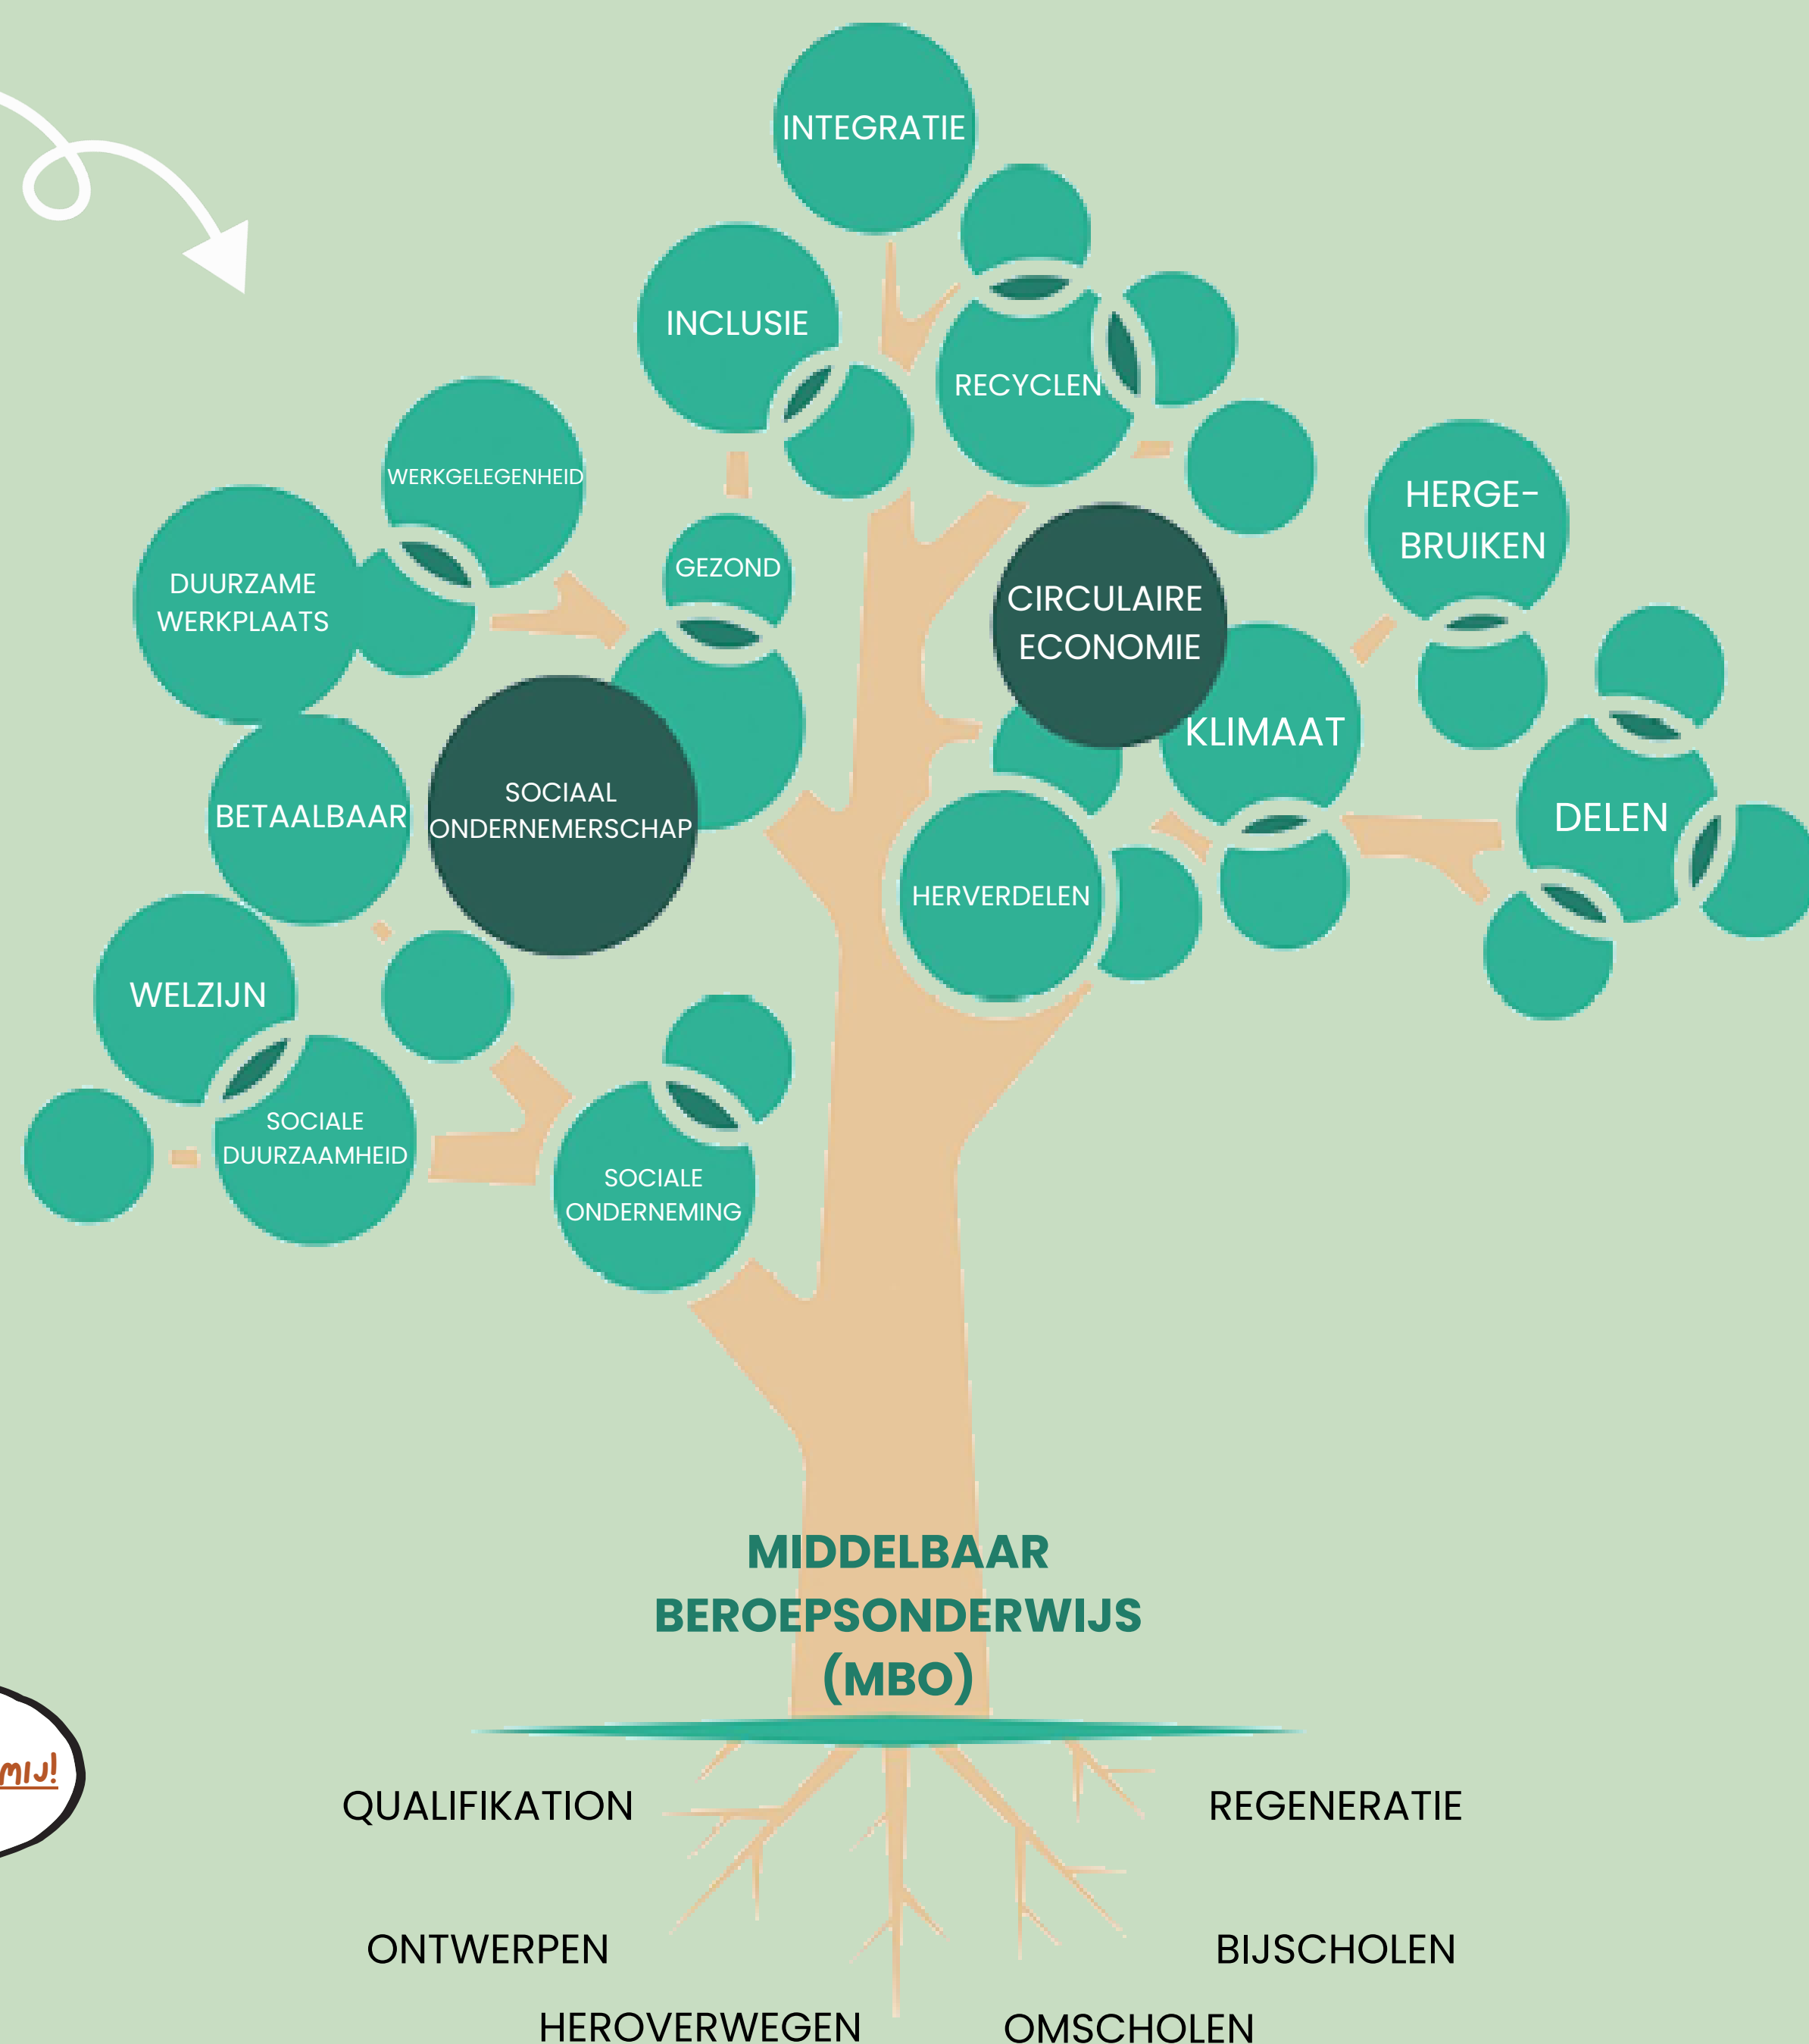 INTEGRATIE
INCLUSIE
RECYCLEN
WERKGELEGENHEID
HERGE-
BRUIKEN
GEZOND
DUURZAME
WERKPLAATS
CIRCULAIRE
ECONOMIE
KLIMAAT
BETAALBAAR
SOCIAAL
ONDERNEMERSCHAP
DELEN
HERVERDELEN
WELZIJN
SOCIALE
DUURZAAMHEID
SOCIALE
ONDERNEMING
MIDDELBAAR
BEROEPSONDERWIJS
(MBO)
MIJ!
QUALIFIKATION
REGENERATIE
ONTWERPEN
BIJSCHOLEN
HEROVERWEGEN
OMSCHOLEN